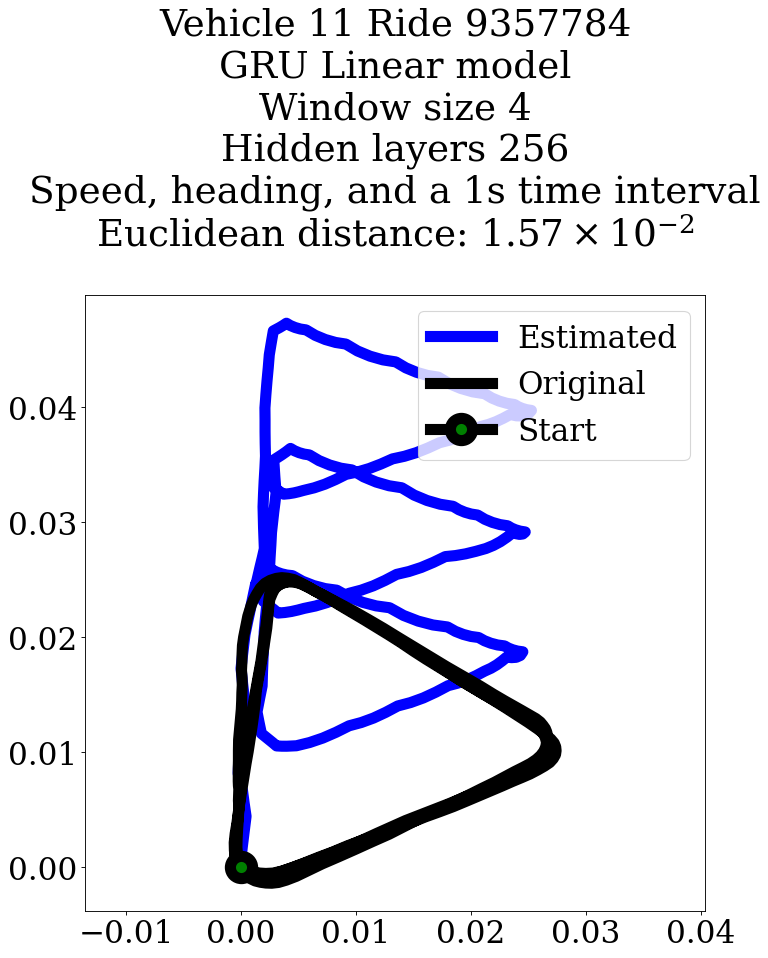 Vehicle 11 Ride 9357784
GRU Linear model
Window size 4
Hidden layers 256
Speed, heading, and a 1s time interval
Euclidean distance: 1.57 × 10⁻²
Estimated
Original
Start
0.04
0.03
0.02
0.01
0.00
−0.01 0.00 0.01 0.02 0.03 0.04